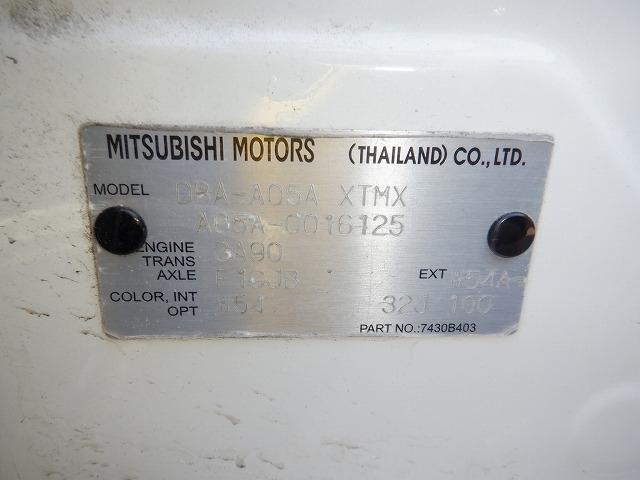 MITSUBISHI MOTORS (THAILAND) CO., LTD.
MODEL DBA-A05A XTMX
A05A-0016125
ENGINE 3A90
TRANS
AXLE F1CJB EXT W54A
COLOR, INT W54 32J 100
OPT
PART NO.:7430B403